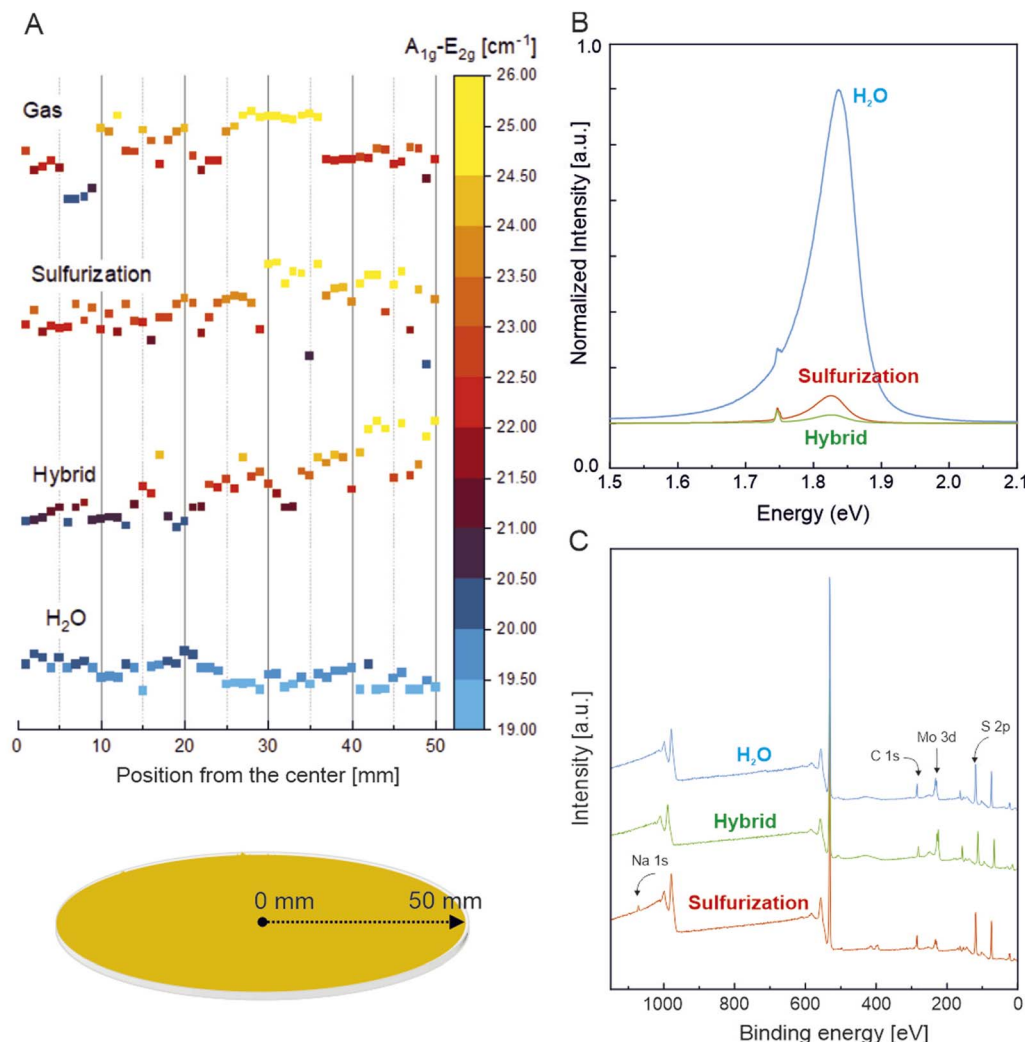 A
A₁g-E₂g [cm⁻¹]
26.00
25.00
24.50
24.00
23.50
23.00
22.50
22.00
21.50
21.00
20.50
20.00
19.50
19.00
Gas
Sulfurization
Hybrid
H₂O
0 10 20 30 40 50
Position from the center [mm]
0 mm 50 mm
B
1.0
0.0
Normalized Intensity [a.u.]
H₂O
Sulfurization
Hybrid
1.5 1.6 1.7 1.8 1.9 2.0 2.1
Energy (eV)
C
Intensity [a.u.]
H₂O
Hybrid
Sulfurization
Na 1s
C 1s
Mo 3d
S 2p
1000 800 600 400 200 0
Binding energy [eV]